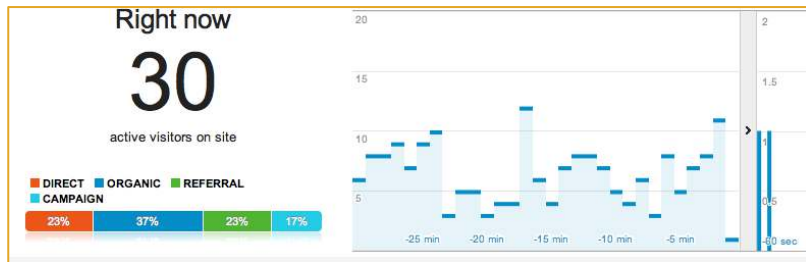 Right now
30
active visitors on site
DIRECT ORGANIC REFERRAL
CAMPAIGN
23% 37% 23% 17%
20
15
10
5
-25 min -20 min -15 min -10 min -5 min
2
1.5
1
0.5
-60 sec